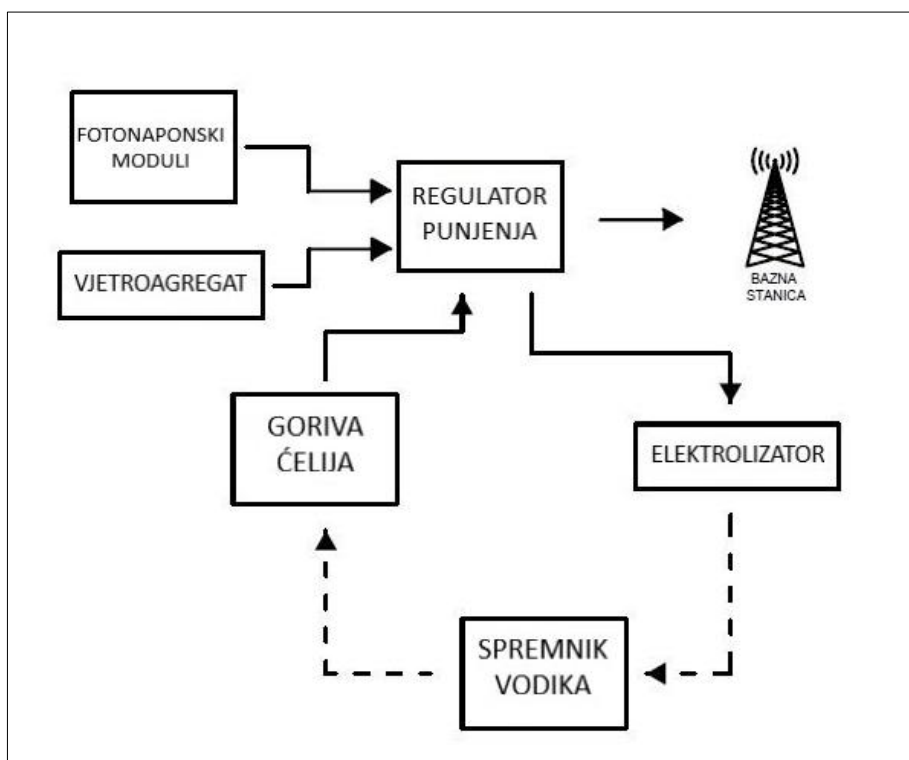 FOTONAPONSKI
MODULI
REGULATOR
PUNJENJA
VJETROAGREGAT
BAZNA
STANICA
GORIVA
ĆELIJA
ELEKTROLIZATOR
SPREMNIK
VODIKA